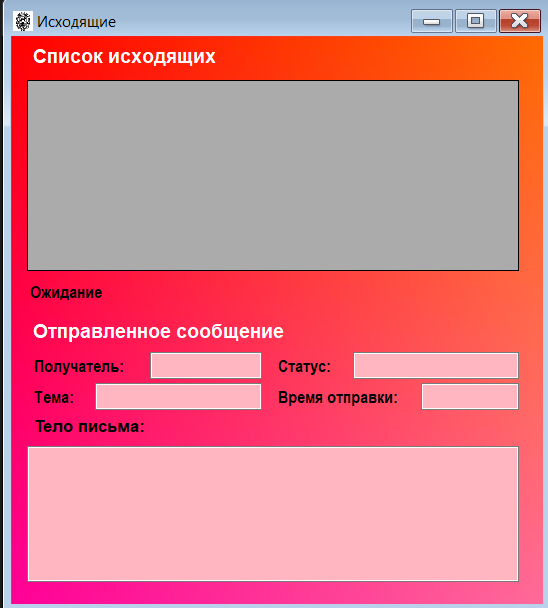 Исходящие
Список исходящих
Ожидание
Отправленное сообщение
Получатель: Статус:
Тема: Время отправки:
Тело письма: